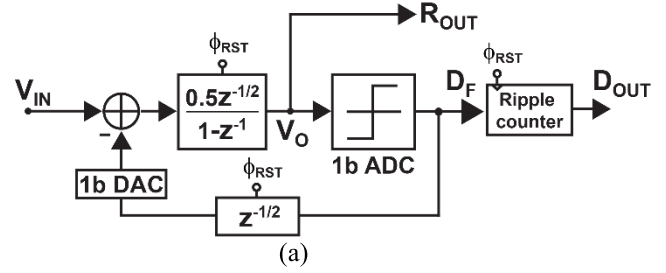 R_OUT
ϕ_RST
ϕ_RST
V_IN
0.5z^-1/2
1-z^-1
D_F
D_OUT
Ripple
counter
V_O
−
1b ADC
1b DAC
ϕ_RST
z^-1/2
(a)